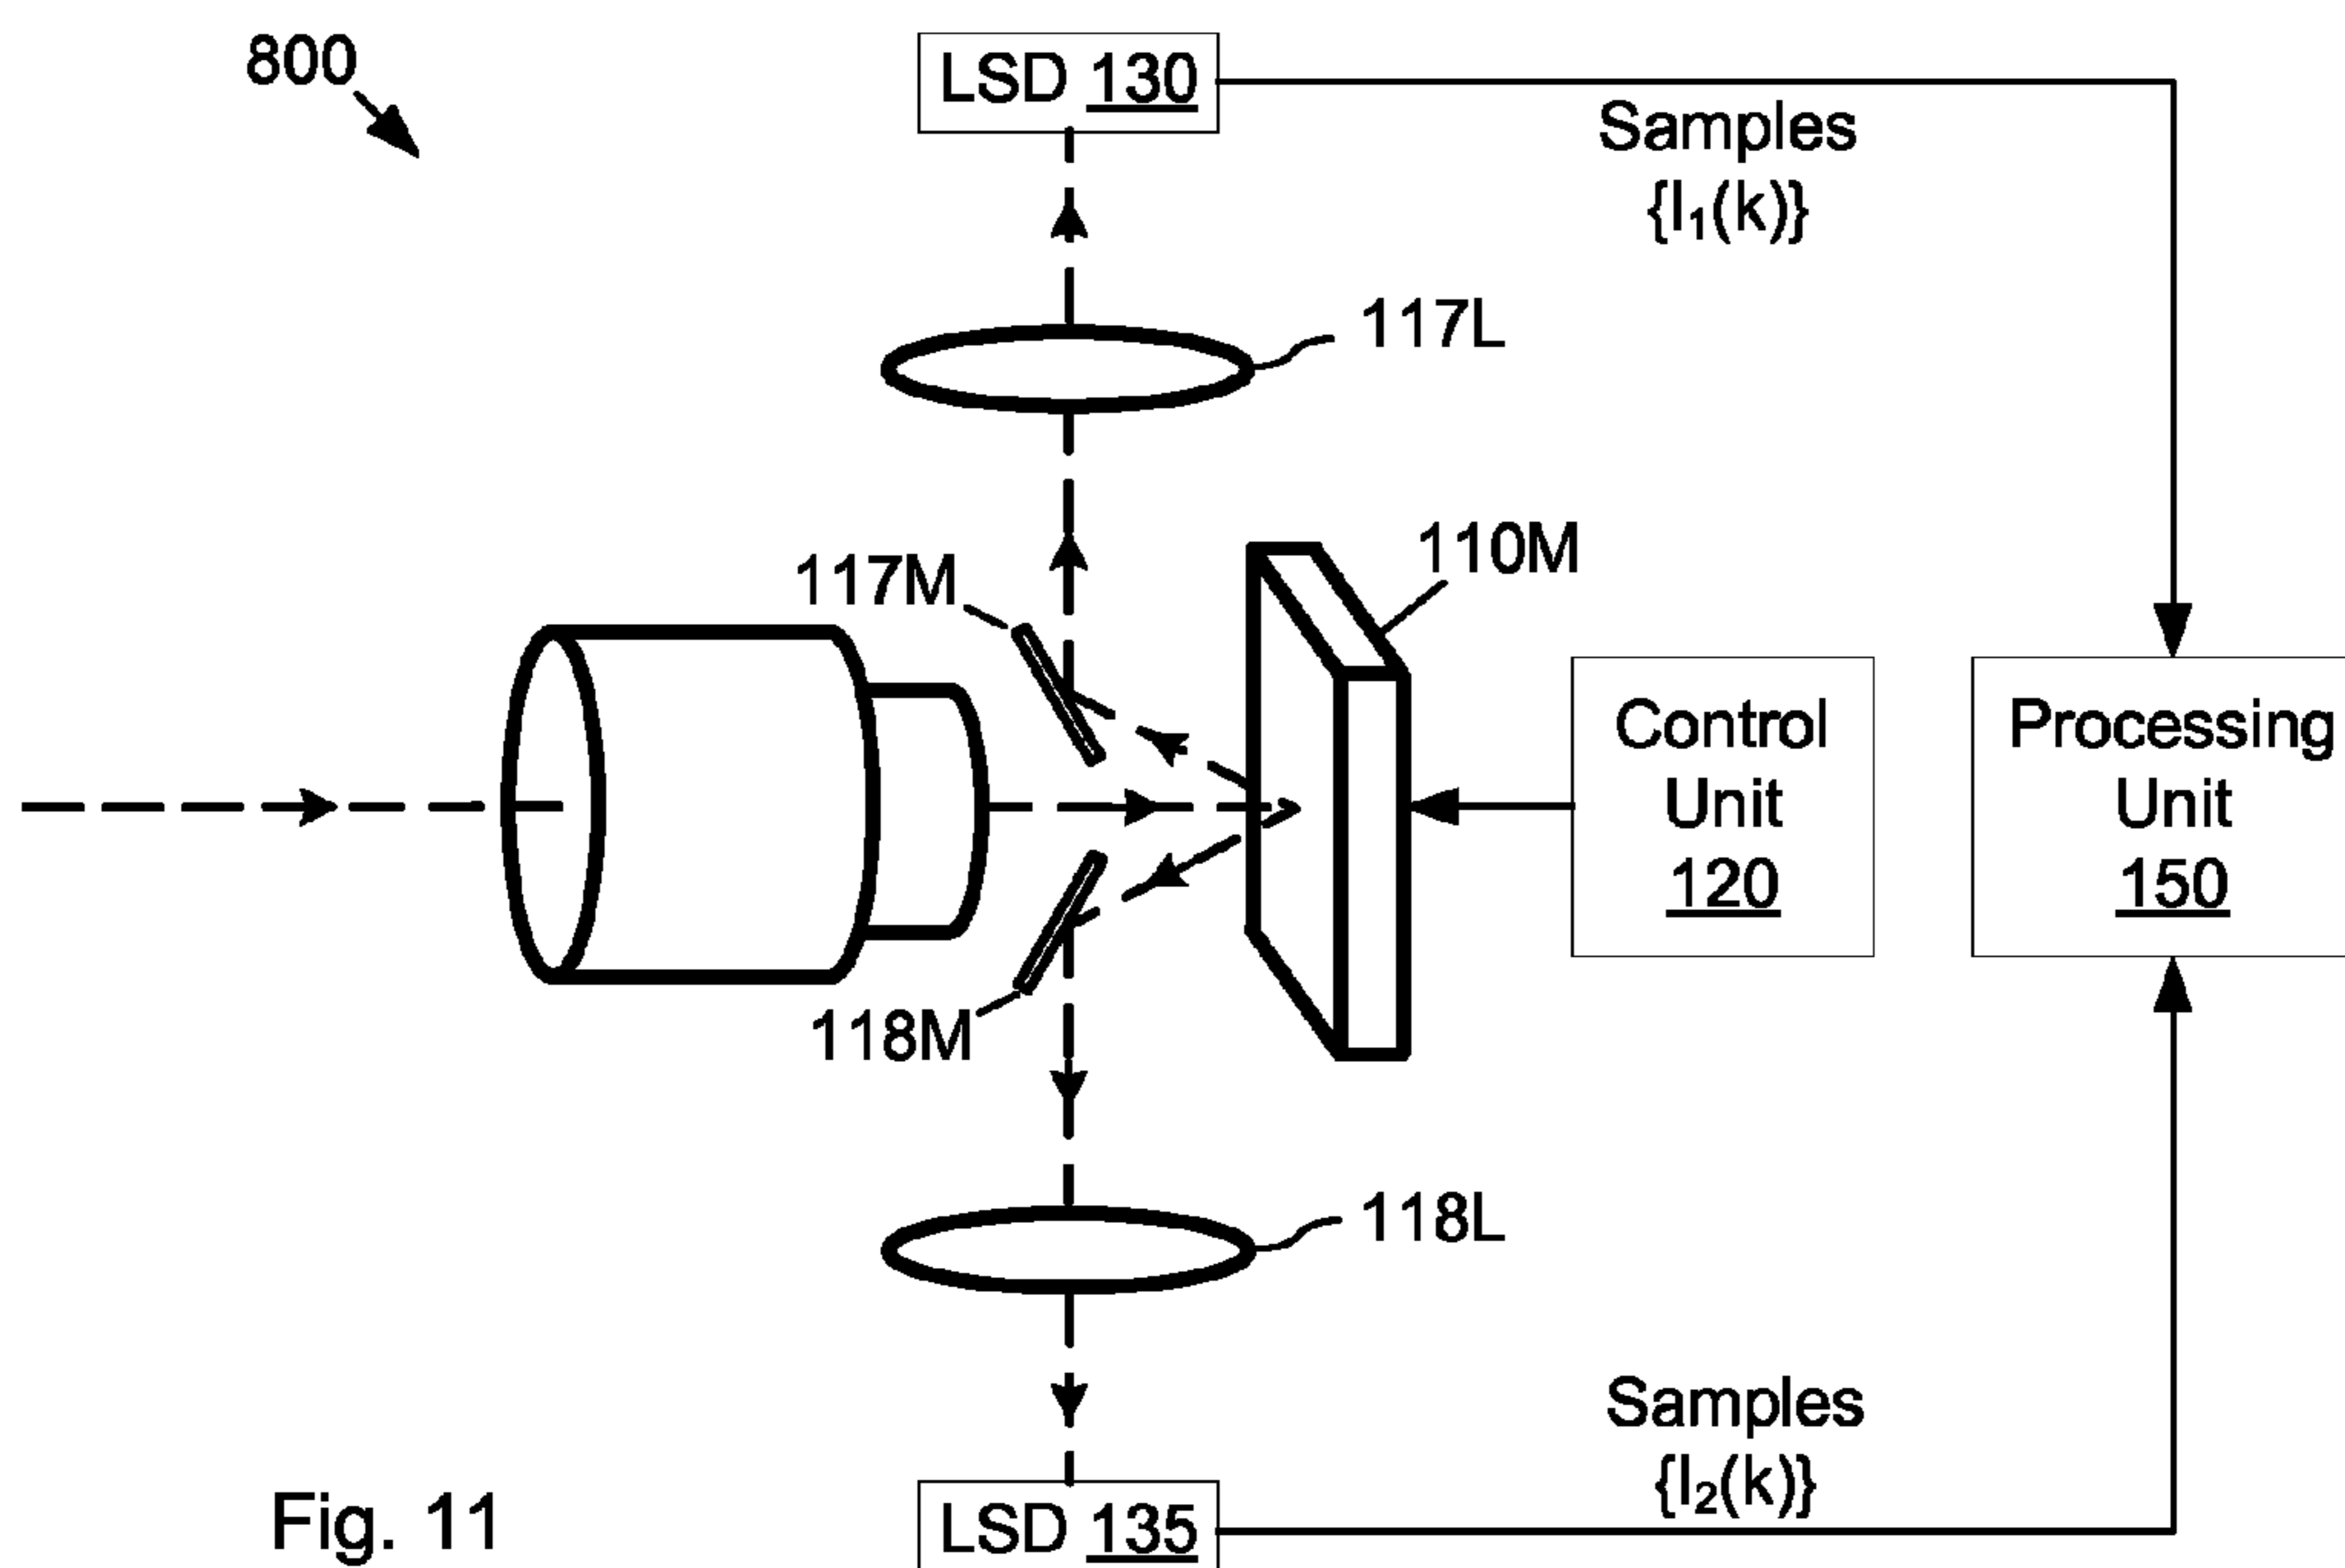 800
LSD 130
Samples
{I₁(k)}
117L
110M
117M
Control
Unit
120
Processing
Unit
150
118M
118L
Samples
{I₂(k)}
Fig. 11
LSD 135